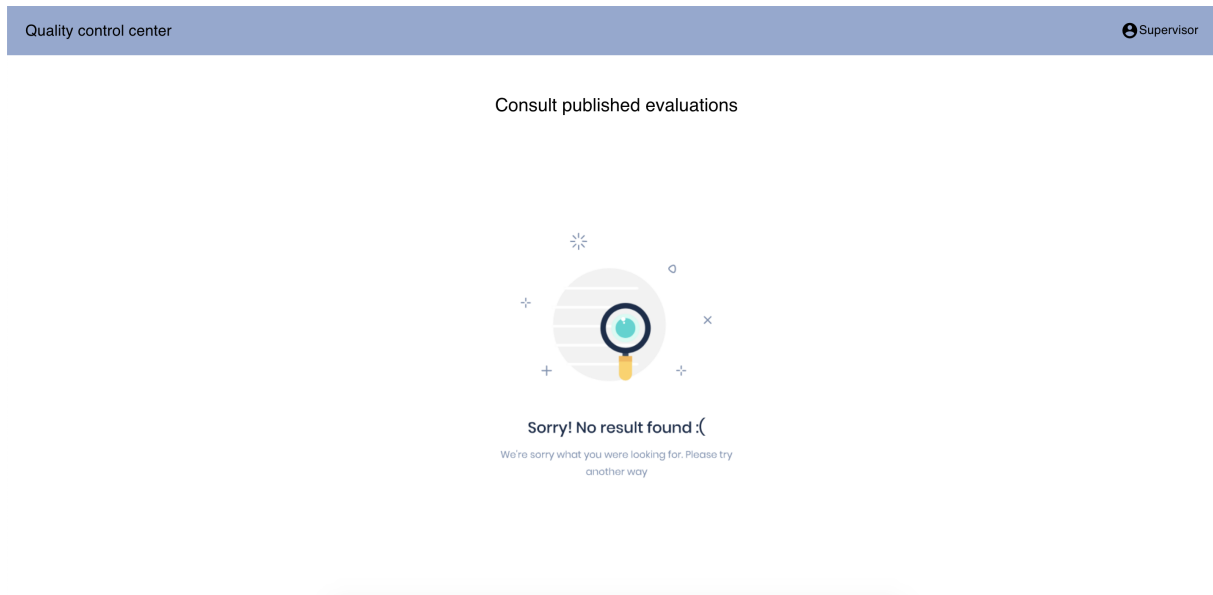 Quality control center
Supervisor
Consult published evaluations
Sorry! No result found :(
We're sorry what you were looking for. Please try
another way